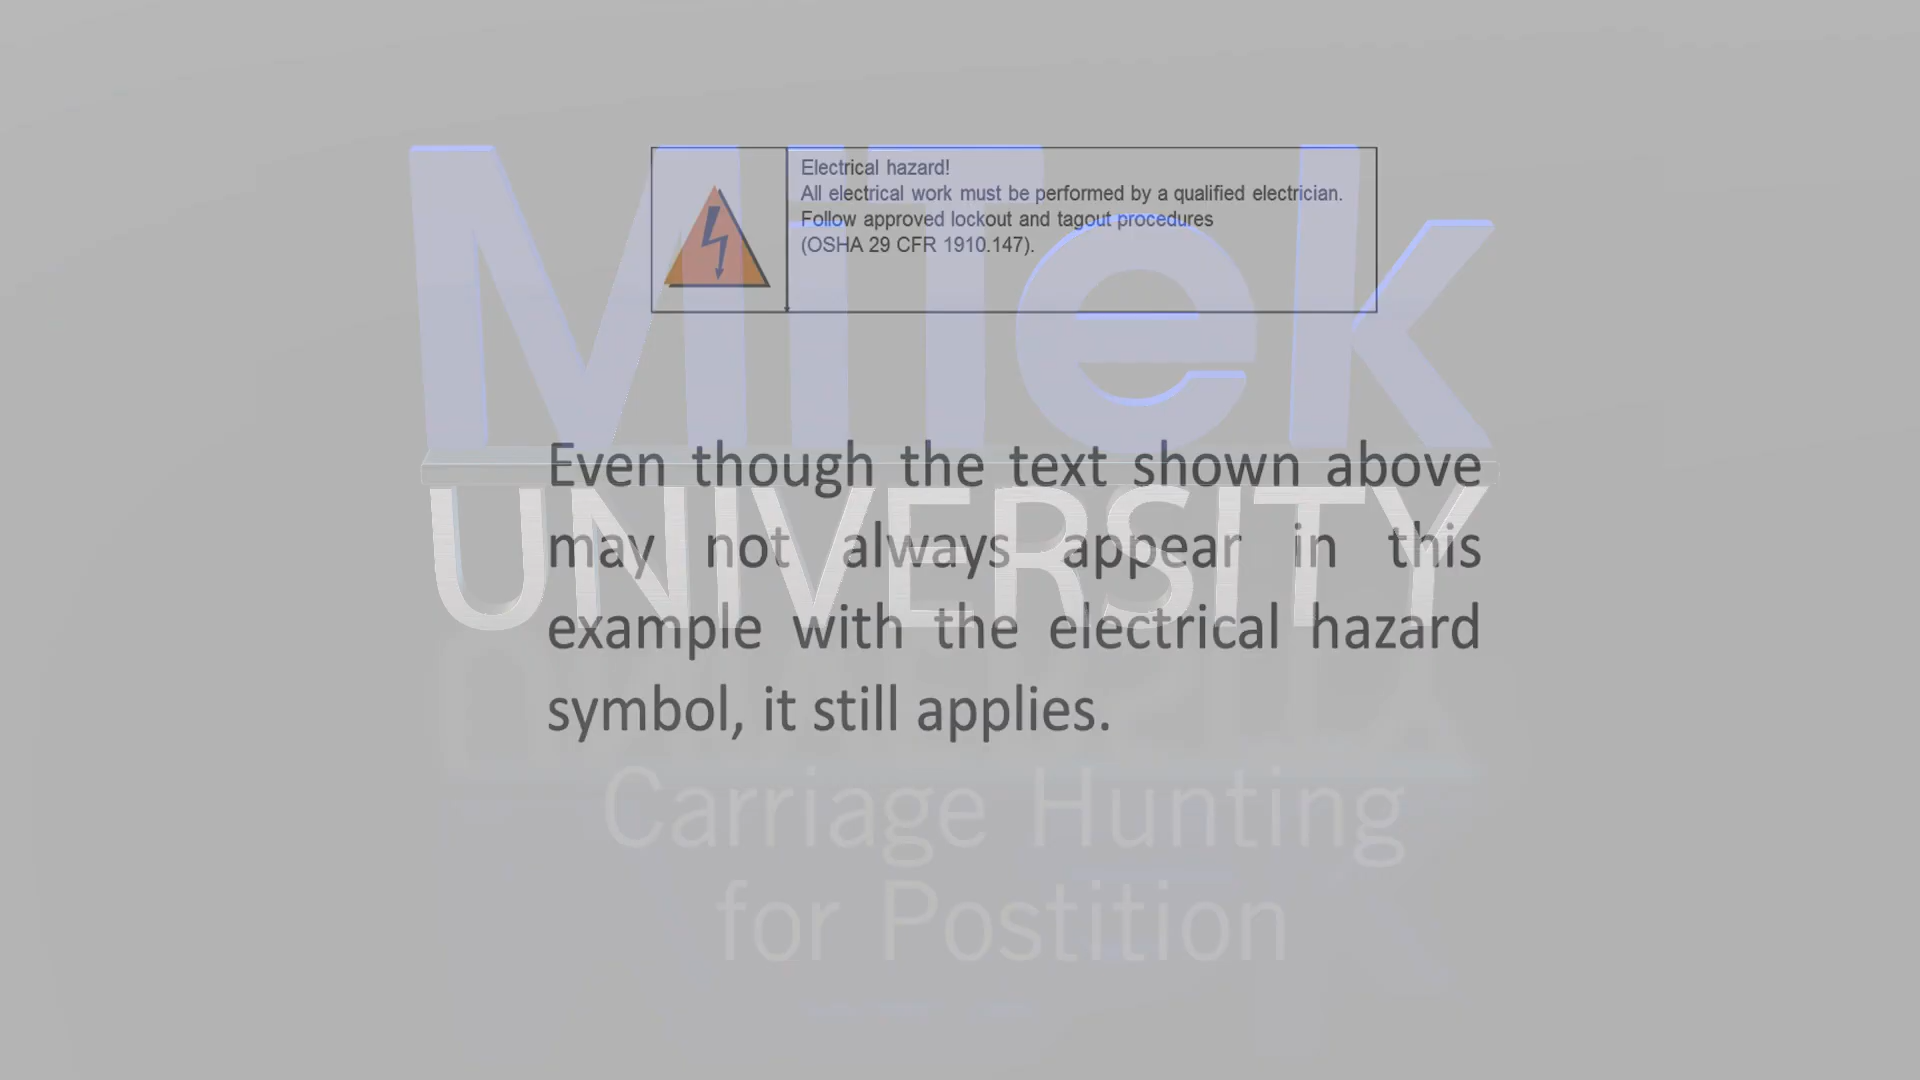 MiTek
UNIVERSITY
Electrical hazard!
All electrical work must be performed by a qualified electrician.
Follow approved lockout and tagout procedures
(OSHA 29 CFR 1910.147).
Even though the text shown above
may not always appear in this
example with the electrical hazard
symbol, it still applies.
Carriage Hunting
for Postition